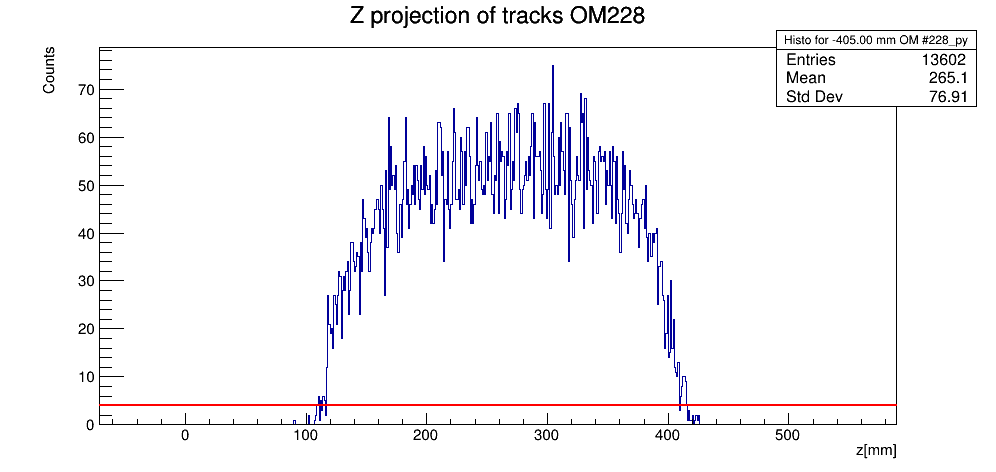 Z projection of tracks OM228
Histo for -405.00 mm OM #228_py
Entries 13602
Mean 265.1
Std Dev 76.91
Counts
70
60
50
40
30
20
10
0
0 100 200 300 400 500
z[mm]